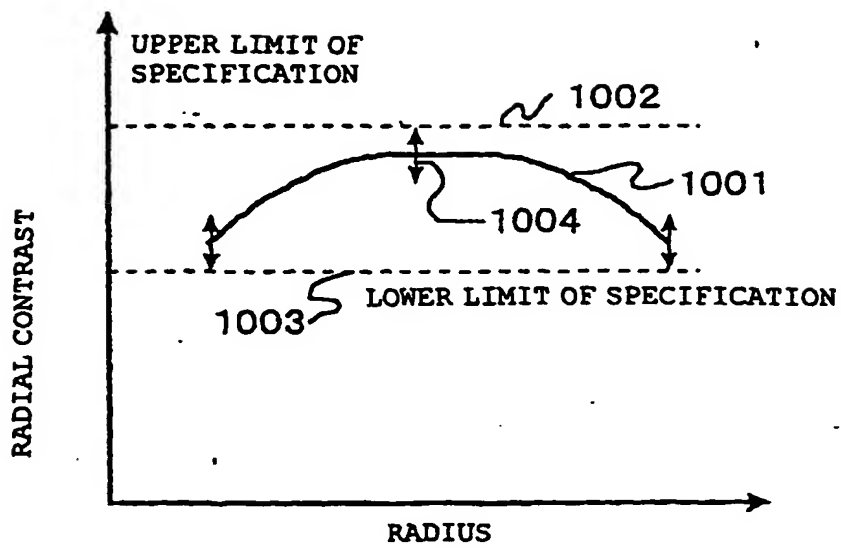 UPPER LIMIT OF
SPECIFICATION
1002
1001
1004
LOWER LIMIT OF SPECIFICATION
1003
RADIAL CONTRAST
RADIUS